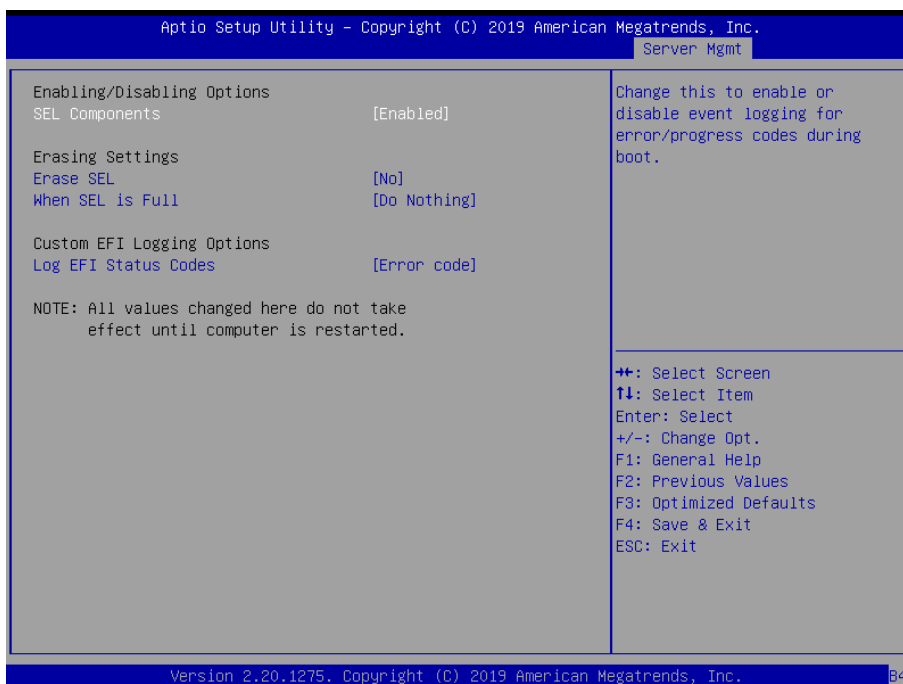 Aptio Setup Utility – Copyright (C) 2019 American Megatrends, Inc.
Server Mgmt
Enabling/Disabling Options
SEL Components [Enabled]
Erasing Settings
Erase SEL [No]
When SEL is Full [Do Nothing]
Custom EFI Logging Options
Log EFI Status Codes [Error code]
NOTE: All values changed here do not take
effect until computer is restarted.
Change this to enable or
disable event logging for
error/progress codes during
boot.
→←: Select Screen
↑↓: Select Item
Enter: Select
+/-: Change Opt.
F1: General Help
F2: Previous Values
F3: Optimized Defaults
F4: Save & Exit
ESC: Exit
Version 2.20.1275. Copyright (C) 2019 American Megatrends, Inc.
B4